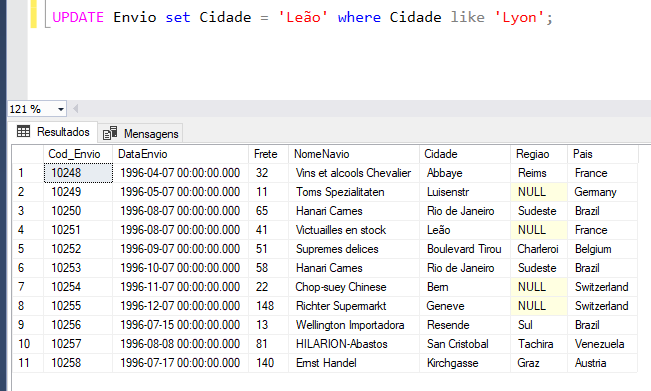 UPDATE Envio set Cidade = 'Leão' where Cidade like 'Lyon';
121 %
Resultados Mensagens
Cod_Envio DataEnvio Frete NomeNavio Cidade Regiao Pais
1 10248 1996-04-07 00:00:00.000 32 Vins et alcools Chevalier Abbaye Reims France
2 10249 1996-05-07 00:00:00.000 11 Toms Spezialitaten Luisenstr NULL Germany
3 10250 1996-08-07 00:00:00.000 65 Hanari Carnes Rio de Janeiro Sudeste Brazil
4 10251 1996-08-07 00:00:00.000 41 Victuailles en stock Leão NULL France
5 10252 1996-09-07 00:00:00.000 51 Supremes delices Boulevard Tirou Charleroi Belgium
6 10253 1996-10-07 00:00:00.000 58 Hanari Carnes Rio de Janeiro Sudeste Brazil
7 10254 1996-11-07 00:00:00.000 22 Chop-suey Chinese Bern NULL Switzerland
8 10255 1996-12-07 00:00:00.000 148 Richter Supermarkt Geneve NULL Switzerland
9 10256 1996-07-15 00:00:00.000 13 Wellington Importadora Resende Sul Brazil
10 10257 1996-08-08 00:00:00.000 81 HILARION-Abastos San Cristobal Tachira Venezuela
11 10258 1996-07-17 00:00:00.000 140 Ernst Handel Kirchgasse Graz Austria